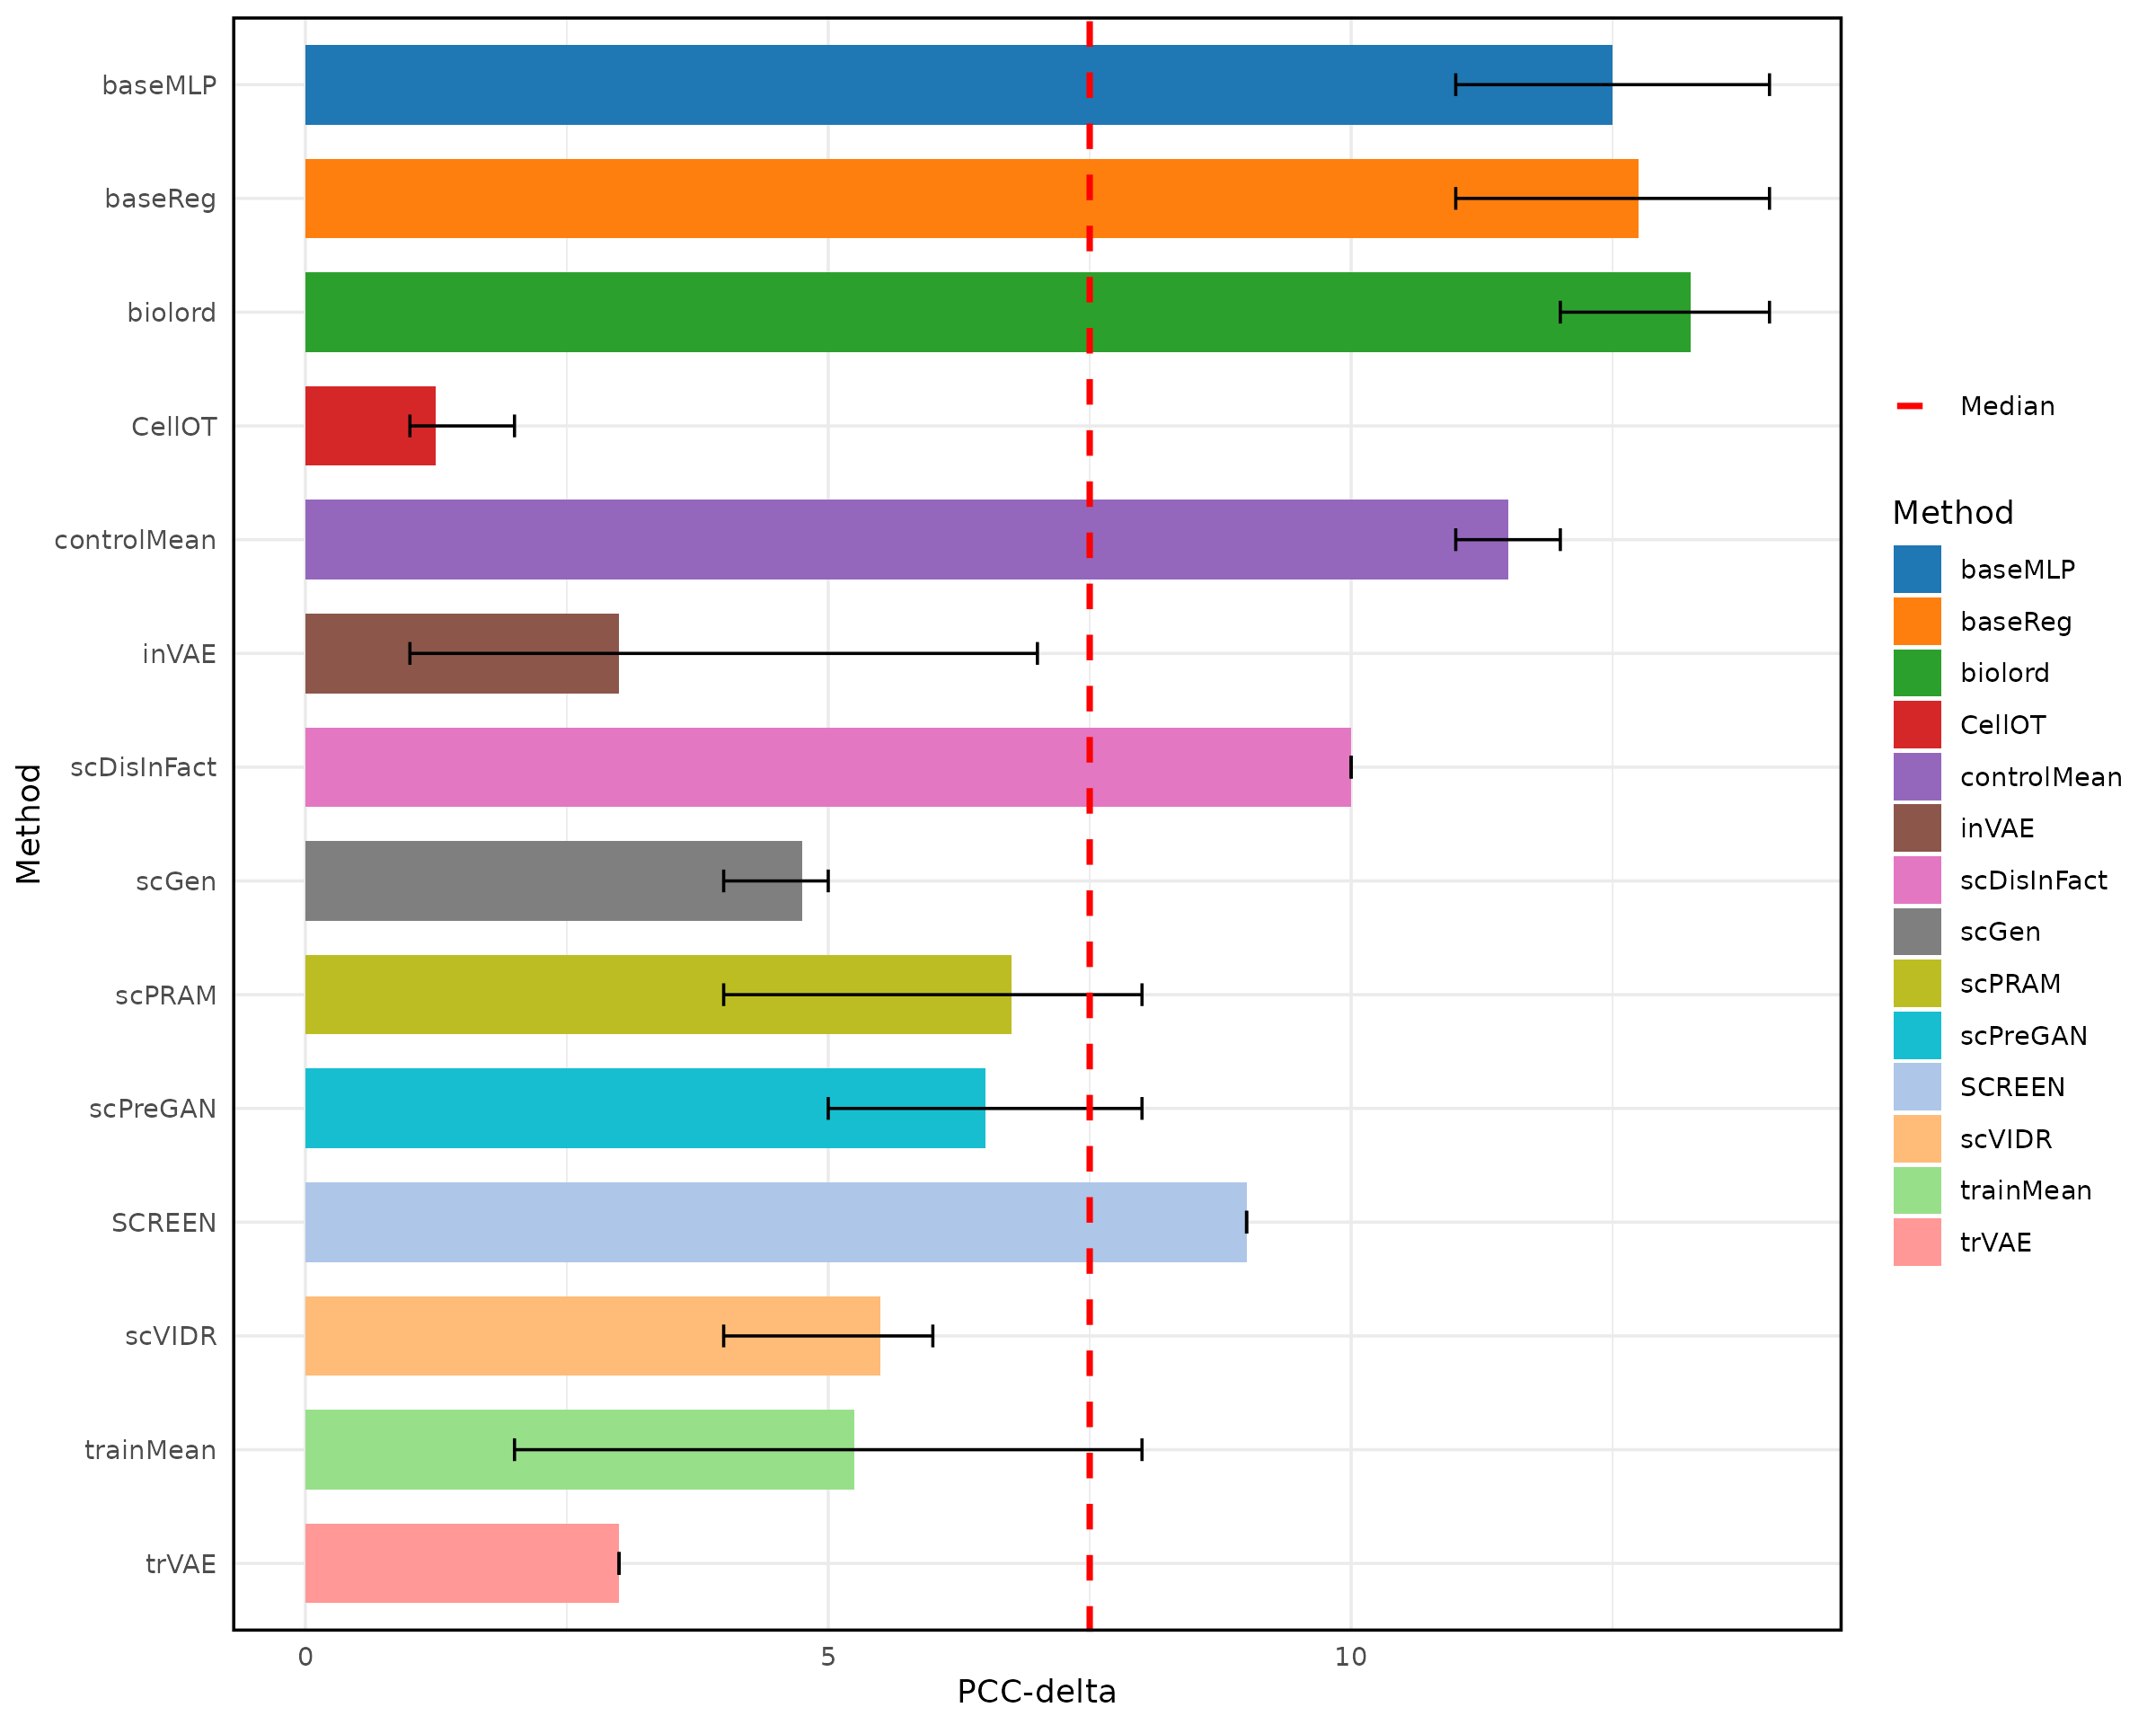 baseMLP
baseReg
biolord
CellOT
controlMean
inVAE
scDisInFact
scGen
scPRAM
scPreGAN
SCREEN
scVIDR
trainMean
trVAE
Method
0 5 10
PCC-delta
Median
Method
baseMLP
baseReg
biolord
CellOT
controlMean
inVAE
scDisInFact
scGen
scPRAM
scPreGAN
SCREEN
scVIDR
trainMean
trVAE